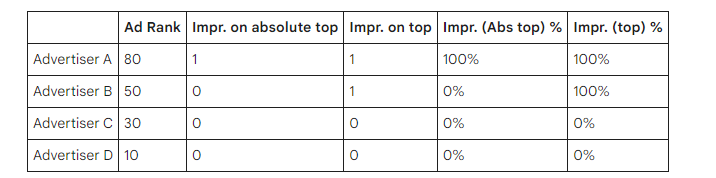 Ad Rank Impr. on absolute top Impr. on top Impr. (Abs top) % Impr. (top) %
Advertiser A 80 1 1 100% 100%
Advertiser B 50 0 1 0% 100%
Advertiser C 30 0 0 0% 0%
Advertiser D 10 0 0 0% 0%